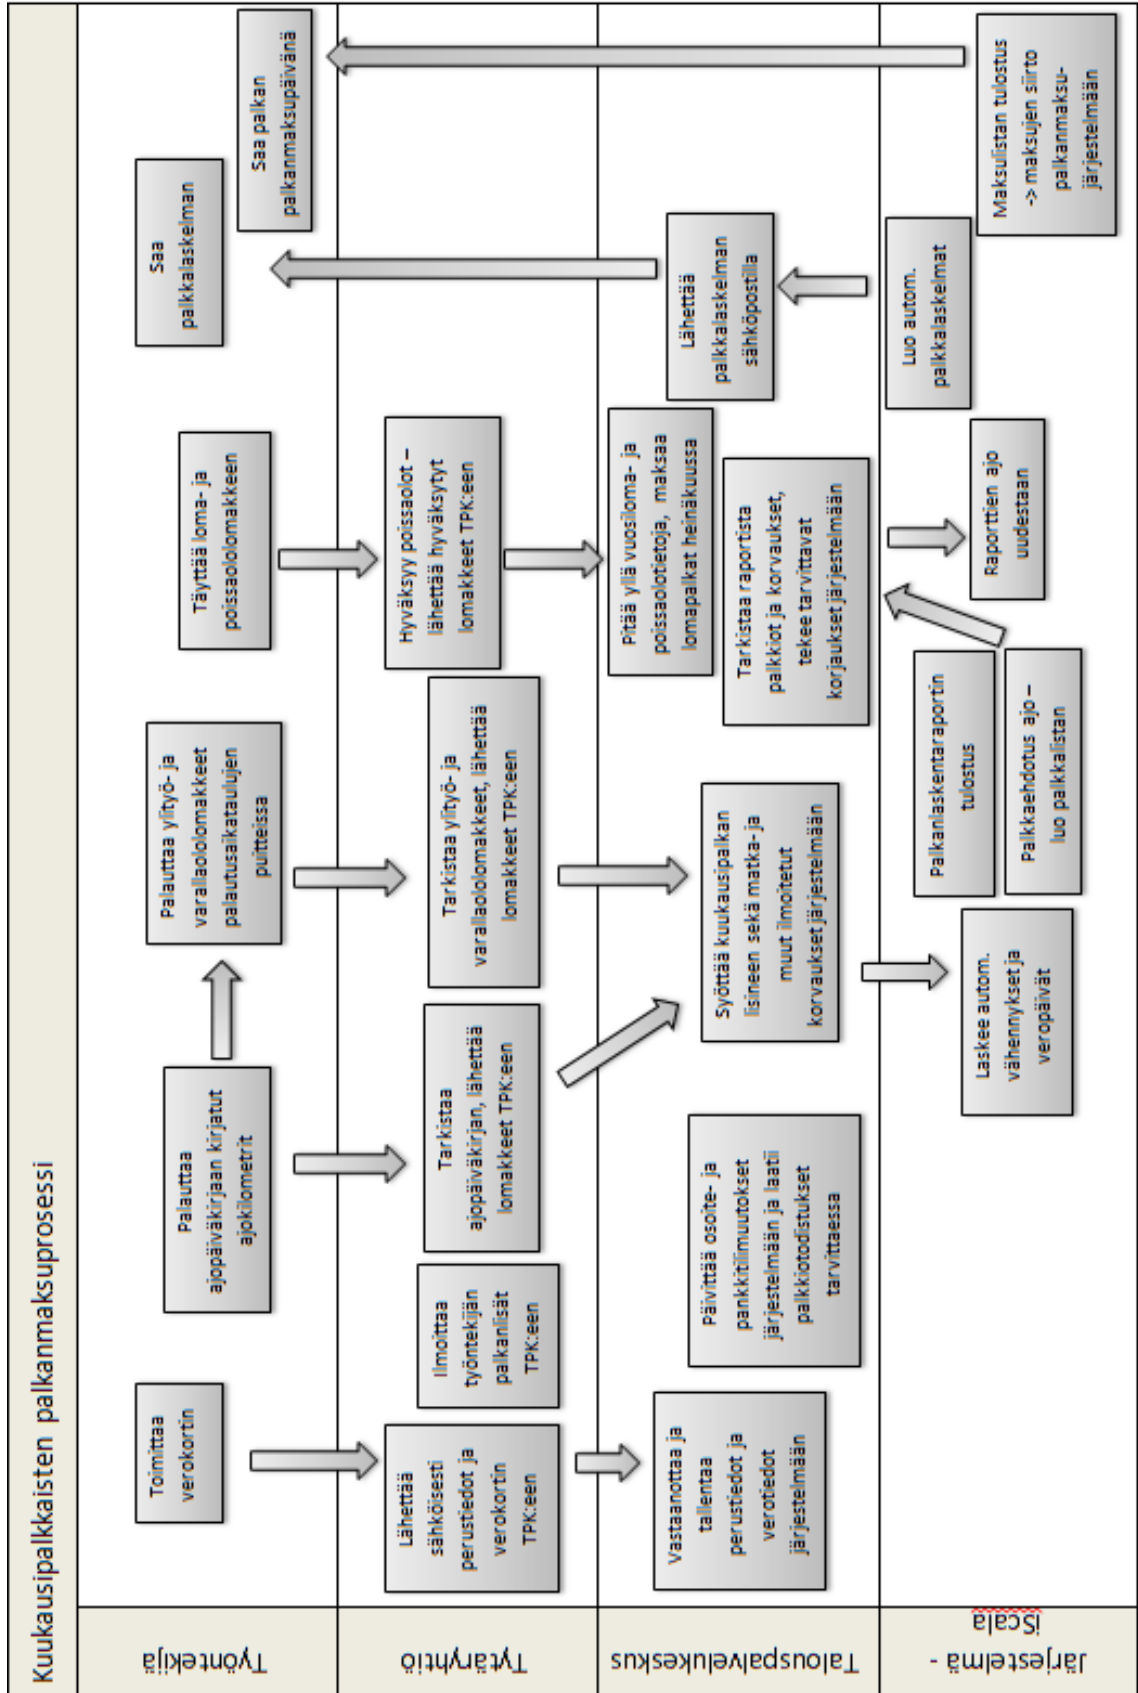 Kuukausipalkkaisten palkanmaksuprosessi
Työntekijä
Toimittaa
verokortin
Palauttaa
ajopäiväkirjaan kirjatut
ajokilometrit
Palauttaa ylityö- ja
varallaololomakkeet
palautusaikataulujen
puitteissa
Täyttää loma- ja
poissaololomakkeen
Saa
palkkalaskelman
Saa palkan
palkanmaksupäivänä
Tytäryhtiö
Lähettää
sähköisesti
perustiedot ja
verokortin
TPK:een
Ilmoittaa
työntekijän
palkanlisät
TPK:een
Tarkistaa
ajopäiväkirjan, lähettää
lomakkeet TPK:een
Tarkistaa ylityö- ja
varallaololomakkeet, lähettää
lomakkeet TPK:een
Hyväksyy poissaolot –
lähettää hyväksytyt
lomakkeet TPK:een
Talouspalvelukeskus
Vastaanottaa ja
tallentaa
perustiedot ja
verotiedot
järjestelmään
Päivittää osoite- ja
pankkitilimuutokset
järjestelmään ja laatii
palkkiotodistukset
tarvittaessa
Syöttää kuukausipalkan
lisineen sekä matka- ja
muut ilmoitetut
korvaukset järjestelmään
Pitää yllä vuosiloma- ja
poissaolotietoja, maksaa
lomapalkat heinäkuussa
Tarkistaa raportista
palkkiot ja korvaukset,
tekee tarvittavat
korjaukset järjestelmään
Lähettää
palkkalaskelman
sähköpostilla
Järjestelmä -
iScala
Laskee autom.
vähennykset ja
veropäivät
Palkanlaskentaraportin
tulostus
Palkkaehdotus ajo –
luo palkkalistan
Raporttien ajo
uudestaan
Luo autom.
palkkalaskelmat
Maksulistan tulostus
-> maksujen siirto
palkanmaksu-
järjestelmään